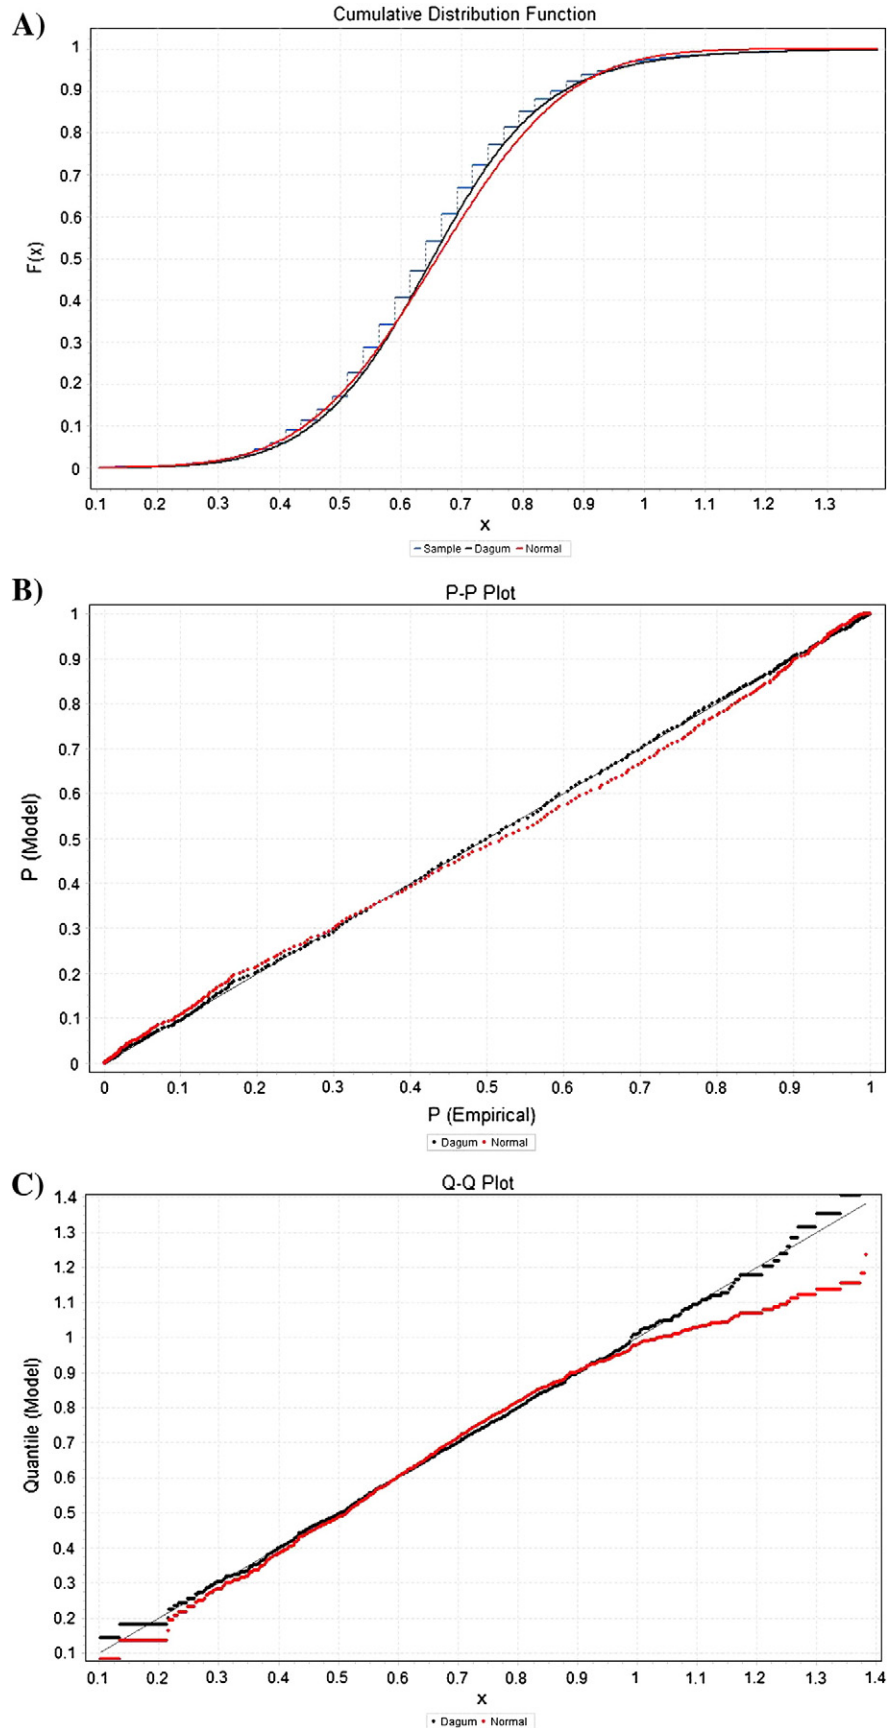 A)
Cumulative Distribution Function
1
0.9
0.8
0.7
0.6
0.5
0.4
0.3
0.2
0.1
0
F(x)
0.1 0.2 0.3 0.4 0.5 0.6 0.7 0.8 0.9 1 1.1 1.2 1.3
x
Sample Dagum Normal
B)
P-P Plot
1
0.9
0.8
0.7
0.6
0.5
0.4
0.3
0.2
0.1
0
P (Model)
0 0.1 0.2 0.3 0.4 0.5 0.6 0.7 0.8 0.9 1
P (Empirical)
Dagum Normal
C)
Q-Q Plot
1.4
1.3
1.2
1.1
1
0.9
0.8
0.7
0.6
0.5
0.4
0.3
0.2
0.1
Quantile (Model)
0.1 0.2 0.3 0.4 0.5 0.6 0.7 0.8 0.9 1 1.1 1.2 1.3 1.4
x
Dagum Normal